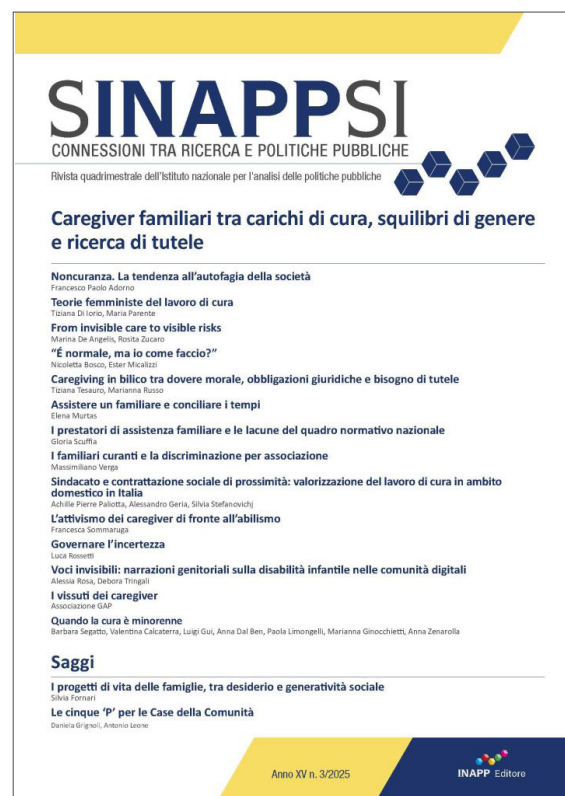 SINAPPSI
CONNESSIONI TRA RICERCA E POLITICHE PUBBLICHE
Rivista quadrimestrale dell'Istituto nazionale per l'analisi delle politiche pubbliche
Caregiver familiari tra carichi di cura, squilibri di genere
e ricerca di tutele
Noncuranza. La tendenza all'autofagia della società
Francesco Paolo Adorno
Teorie femministe del lavoro di cura
Tiziana Di Iorio, Maria Parente
From invisible care to visible risks
Marina De Angelis, Rosita Zucaro
“É normale, ma io come faccio?”
Nicoletta Bosco, Ester Micalizzi
Caregiving in bilico tra dovere morale, obbligazioni giuridiche e bisogno di tutele
Tiziana Tesauro, Marianna Russo
Assistere un familiare e conciliare i tempi
Elena Murtas
I prestatori di assistenza familiare e le lacune del quadro normativo nazionale
Gloria Scuffia
I familiari curanti e la discriminazione per associazione
Massimiliano Verga
Sindacato e contrattazione sociale di prossimità: valorizzazione del lavoro di cura in ambito
domestico in Italia
Achille Pierre Paliotta, Alessandro Geria, Silvia Stefanovichj
L'attivismo dei caregiver di fronte all'abilismo
Francesca Sommaruga
Governare l'incertezza
Luca Rossetti
Voci invisibili: narrazioni genitoriali sulla disabilità infantile nelle comunità digitali
Alessia Rosa, Debora Tringali
I vissuti dei caregiver
Associazione GAP
Quando la cura è minorenne
Barbara Segatto, Valentina Calcaterra, Luigi Gui, Anna Dal Ben, Paola Limongelli, Marianna Ginocchietti, Anna Zenarolla
Saggi
I progetti di vita delle famiglie, tra desiderio e generatività sociale
Silvia Fornari
Le cinque ‘P’ per le Case della Comunità
Daniela Grignoli, Antonio Leone
Anno XV n. 3/2025
INAPP Editore